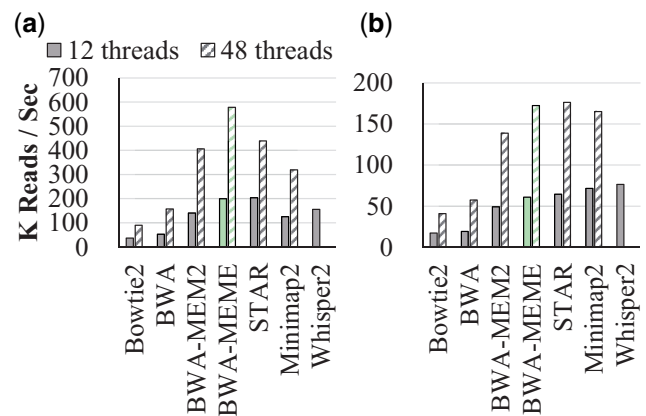 (a)
(b)
12 threads 48 threads
K Reads / Sec
700
600
500
400
300
200
100
0
Bowtie2
BWA
BWA-MEM2
BWA-MEME
STAR
Minimap2
Whisper2
200
150
100
50
0
Bowtie2
BWA
BWA-MEM2
BWA-MEME
STAR
Minimap2
Whisper2